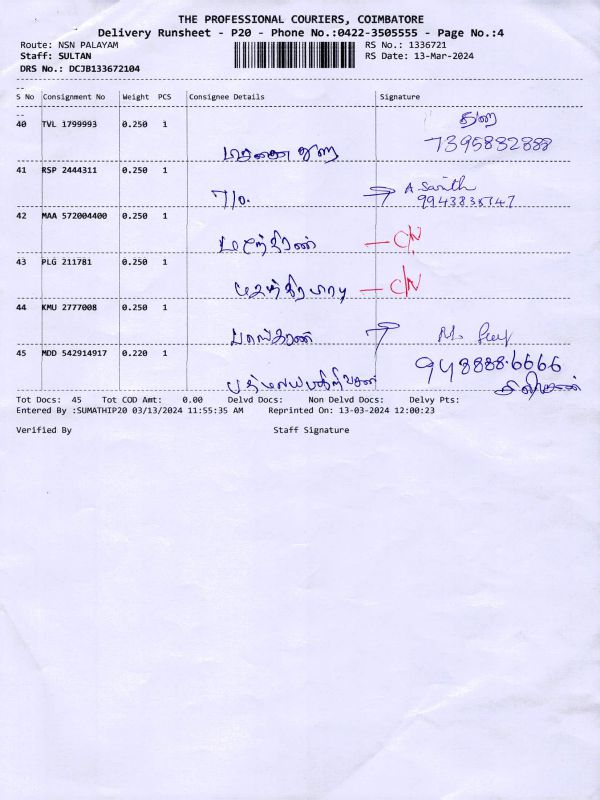 THE PROFESSIONAL COURIERS, COIMBATORE
Delivery Runsheet - P20 - Phone No.:0422-3505555 - Page No.:4
Route: NSN PALAYAM RS No.: 1336721
Staff: SULTAN RS Date: 13-Mar-2024
DRS No.: DCJB133672104
S No Consignment No Weight PCS Consignee Details Signature
40 TVL 1799993 0.250 1
7395882888
41 RSP 2444311 0.250 1
T/o. A Sarith
42 MAA 572004400 0.250 1
C/N
43 PLG 211781 0.250 1
C/N
44 KMU 2777008 0.250 1
பாஸ்கரன்
45 MDD 542914917 0.220 1 948888.6666
Tot Docs: 45 Tot COD Amt: 0.00 Delvd Docs: Non Delvd Docs: Delvy Pts:
Entered By :SUMATHIP20 03/13/2024 11:55:35 AM Reprinted On: 13-03-2024 12:00:23
Verified By Staff Signature